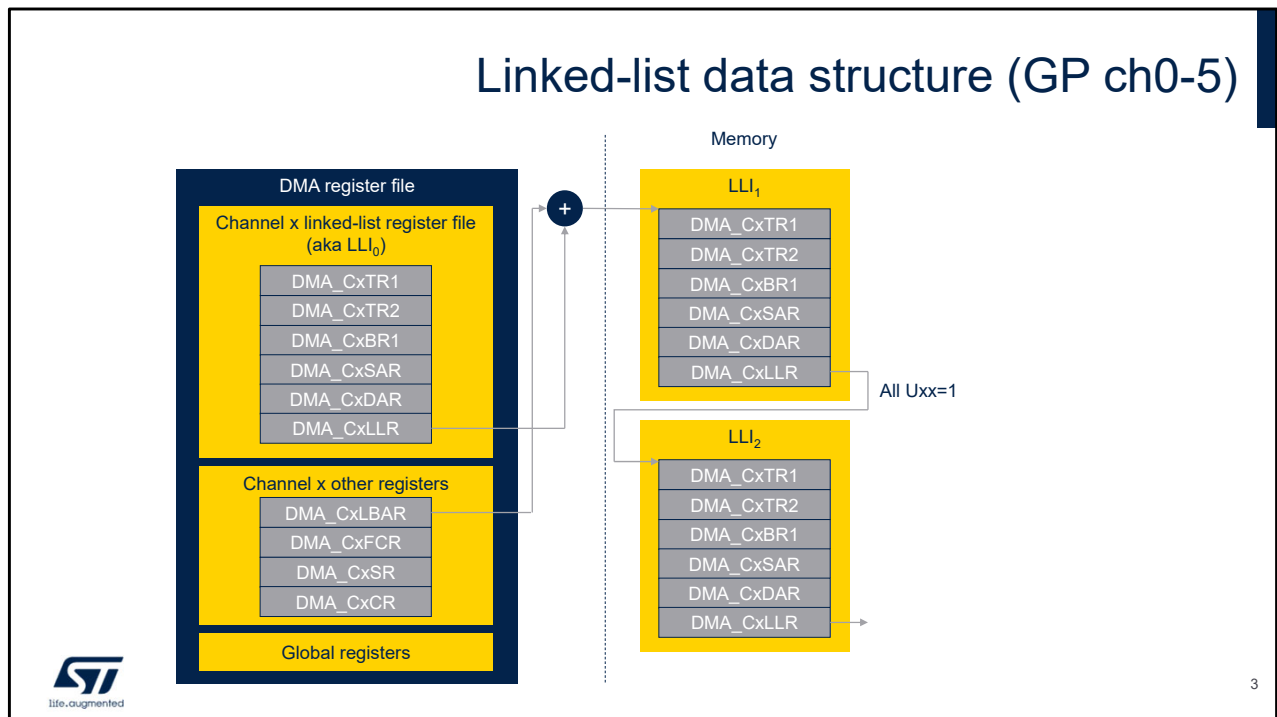 Linked-list data structure (GP ch0-5)
Memory
DMA register file
Channel x linked-list register file
(aka LLI0)
DMA_CxTR1
DMA_CxTR2
DMA_CxBR1
DMA_CxSAR
DMA_CxDAR
DMA_CxLLR
Channel x other registers
DMA_CxLBAR
DMA_CxFCR
DMA_CxSR
DMA_CxCR
Global registers
+
LLI1
DMA_CxTR1
DMA_CxTR2
DMA_CxBR1
DMA_CxSAR
DMA_CxDAR
DMA_CxLLR
All Uxx=1
LLI2
DMA_CxTR1
DMA_CxTR2
DMA_CxBR1
DMA_CxSAR
DMA_CxDAR
DMA_CxLLR
ST
life.augmented
3